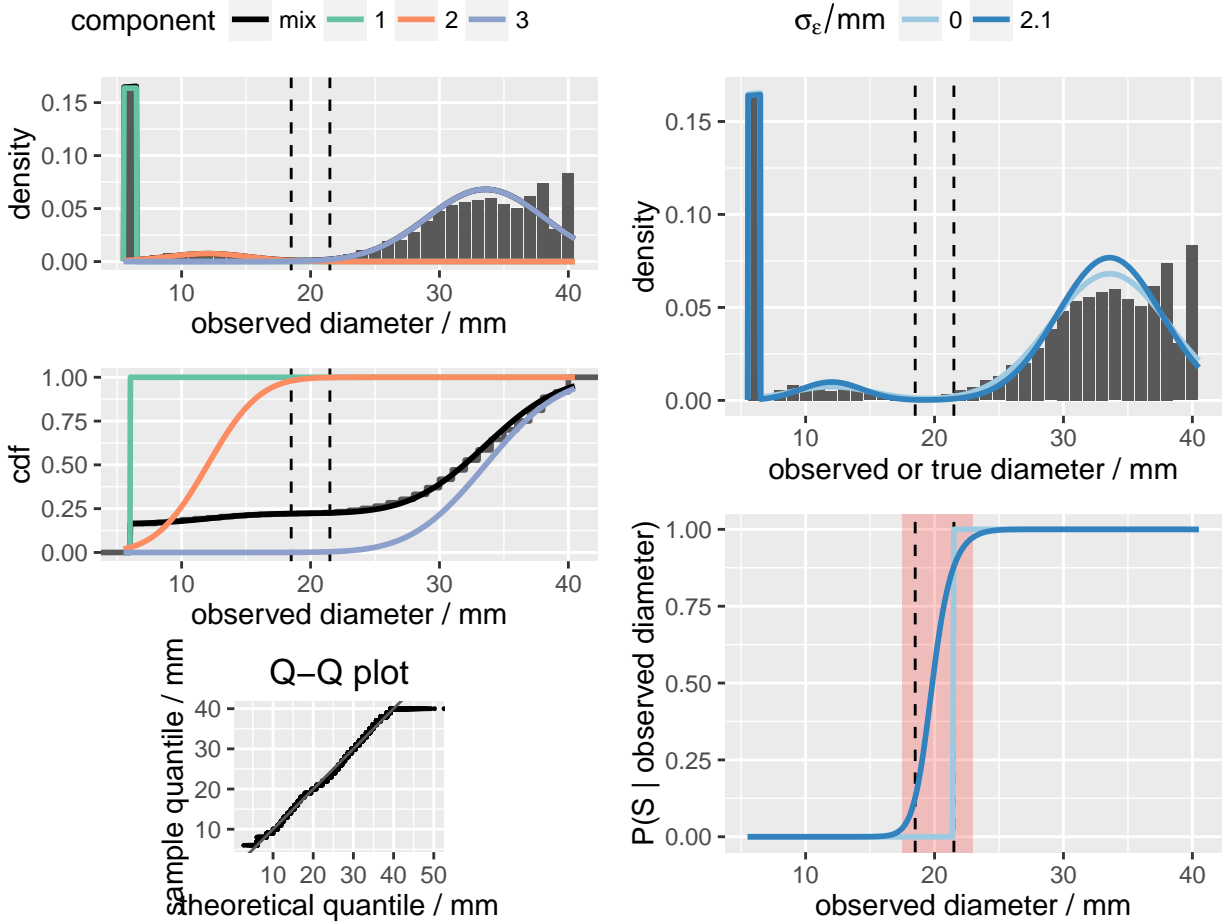 component mix 1 2 3
density
0.15
0.10
0.05
0.00
10 20 30 40
observed diameter / mm
cdf
1.00
0.75
0.50
0.25
0.00
10 20 30 40
observed diameter / mm
Q−Q plot
sample quantile / mm
40
30
20
10
10 20 30 40 50
theoretical quantile / mm
σε/mm 0 2.1
density
0.15
0.10
0.05
0.00
10 20 30 40
observed or true diameter / mm
P(S | observed diameter)
1.00
0.75
0.50
0.25
0.00
10 20 30 40
observed diameter / mm